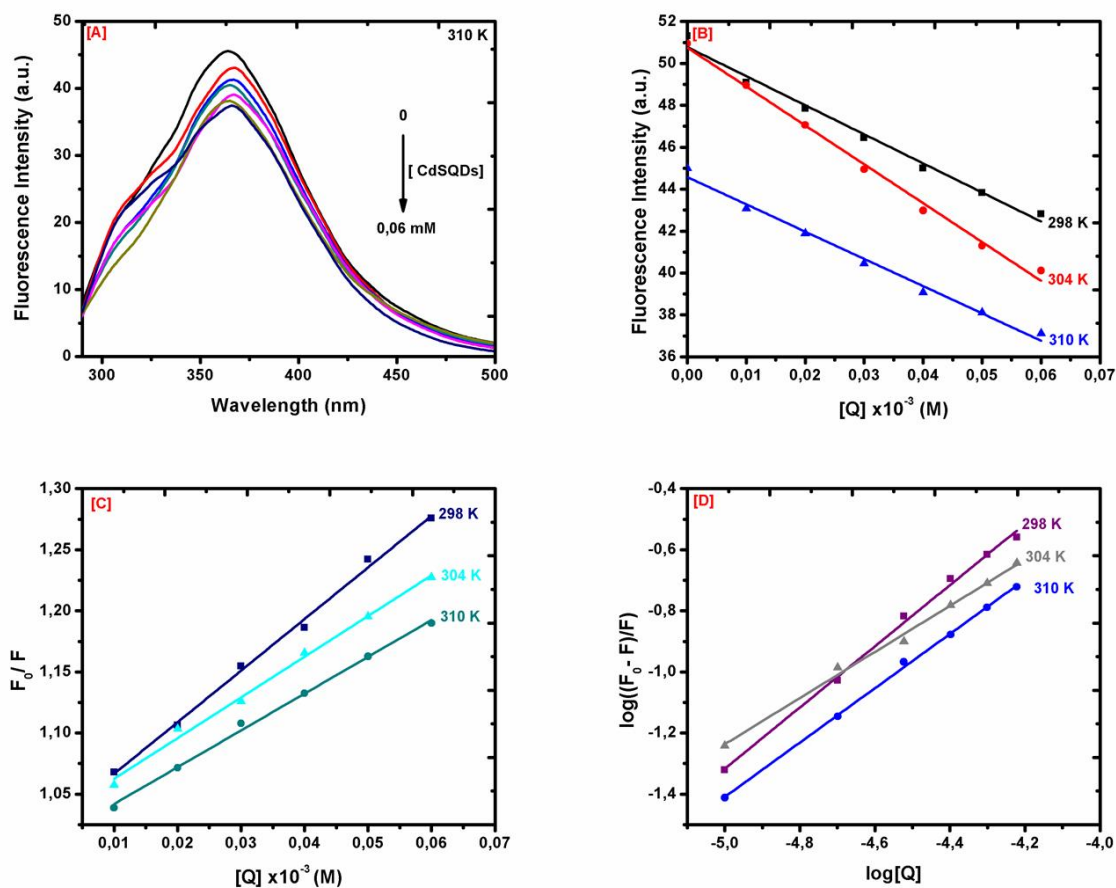 [A]
310 K
0
[ CdSQDs]
0,06 mM
Fluorescence Intensity (a.u.)
50
40
30
20
10
0
300
350
400
450
500
Wavelength (nm)
[B]
298 K
304 K
310 K
Fluorescence Intensity (a.u.)
52
50
48
46
44
42
40
38
36
0,00
0,01
0,02
0,03
0,04
0,05
0,06
0,07
[Q] x10⁻³ (M)
[C]
298 K
304 K
310 K
F₀/ F
1,30
1,25
1,20
1,15
1,10
1,05
0,01
0,02
0,03
0,04
0,05
0,06
0,07
[Q] x10⁻³ (M)
[D]
298 K
304 K
310 K
log((F₀ - F)/F)
-0,4
-0,6
-0,8
-1,0
-1,2
-1,4
-5,0
-4,8
-4,6
-4,4
-4,2
-4,0
log[Q]